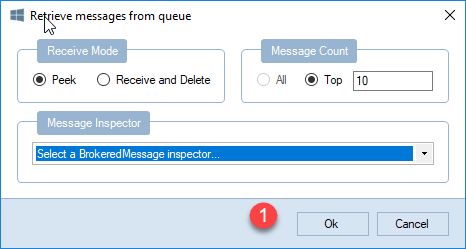 Retrieve messages from queue
Receive Mode
Peek Receive and Delete
Message Count
All Top 10
Message Inspector
Select a BrokeredMessage inspector...
1
Ok Cancel